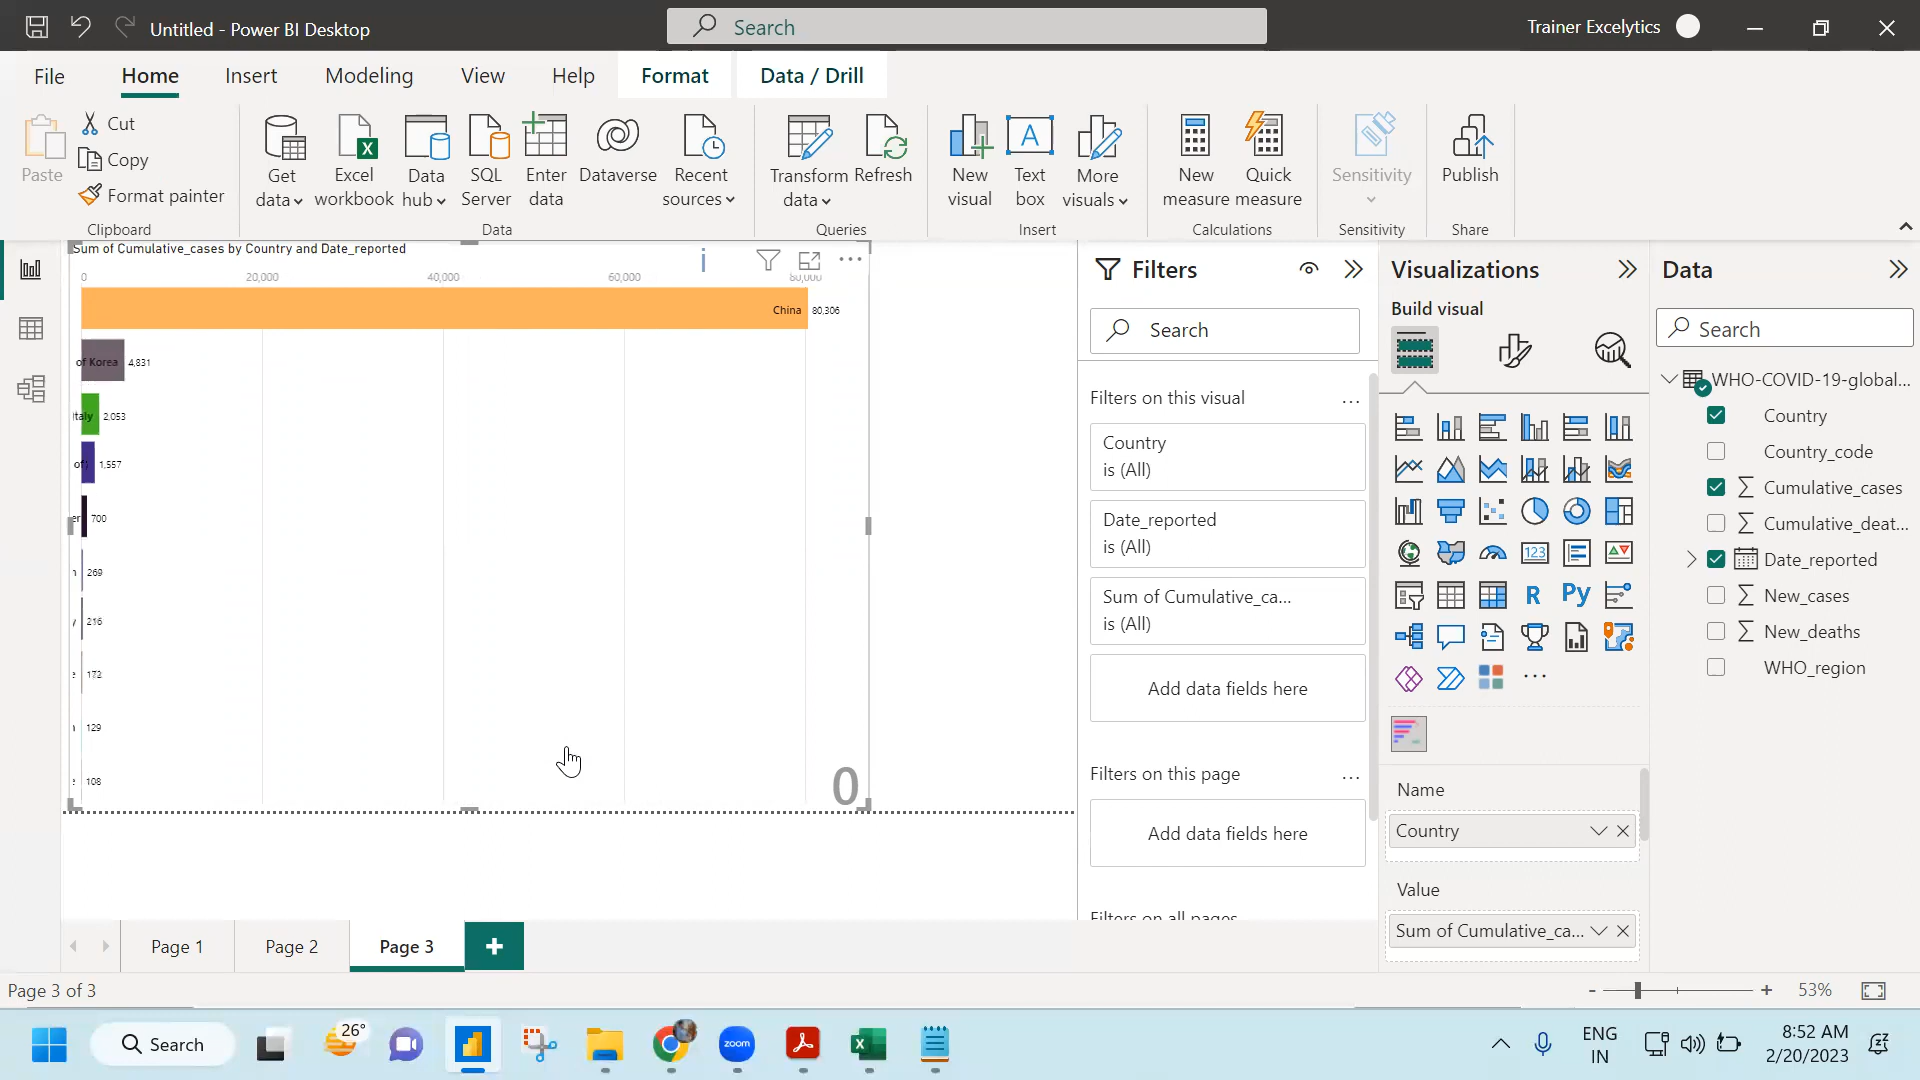 Untitled - Power BI Desktop
Search
Trainer Excelytics
File
Home
Insert
Modeling
View
Help
Format
Data / Drill
Paste
Cut
Copy
Format painter
Clipboard
Get data
Excel workbook
Data hub
SQL Server
Enter data
Dataverse
Recent sources
Data
Transform data
Refresh
Queries
New visual
Text box
More visuals
Insert
New measure
Quick measure
Calculations
Sensitivity
Sensitivity
Publish
Share
Sum of Cumulative_cases by Country and Date_reported
0
20,000
40,000
60,000
80,000
China 80,306
of Korea 4,831
Italy 2,053
of) 1,557
er 700
269
y 216
e 172
129
e 108
0
Filters
Search
Filters on this visual
...
Country
is (All)
Date_reported
is (All)
Sum of Cumulative_ca...
is (All)
Add data fields here
Filters on this page
...
Add data fields here
Filters on all pages
Visualizations
Build visual
123
R
Py
...
Name
Country
Value
Sum of Cumulative_ca...
Data
Search
WHO-COVID-19-global...
Country
Country_code
Cumulative_cases
Cumulative_deat...
Date_reported
New_cases
New_deaths
WHO_region
Page 1
Page 2
Page 3
+
Page 3 of 3
- + 53%
Search
26°
zoom
ENG
IN
8:52 AM
2/20/2023